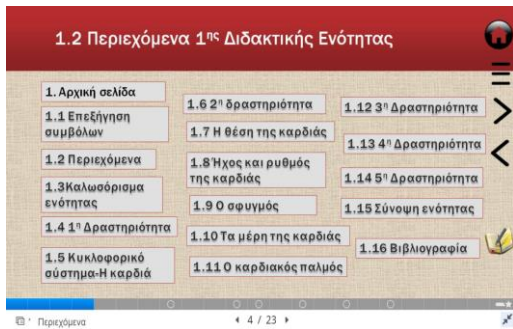 1.2 Περιεχόμενα 1ης Διδακτικής Ενότητας
1. Αρχική σελίδα
1.1 Επεξήγηση
συμβόλων
1.2 Περιεχόμενα
1.3Καλωσόρισμα
ενότητας
1.4 1η Δραστηριότητα
1.5 Κυκλοφορικό
σύστημα-Η καρδιά
1.6 2η δραστηριότητα
1.7 Η θέση της καρδιάς
1.8Ήχος και ρυθμός
της καρδιάς
1.9 Ο σφυγμός
1.10 Τα μέρη της καρδιάς
1.11 Ο καρδιακός παλμός
1.12 3η Δραστηριότητα
1.13 4η Δραστηριότητα
1.14 5η Δραστηριότητα
1.15 Σύνοψη ενότητας
1.16 Βιβλιογραφία
Περιεχόμενα
4 / 23